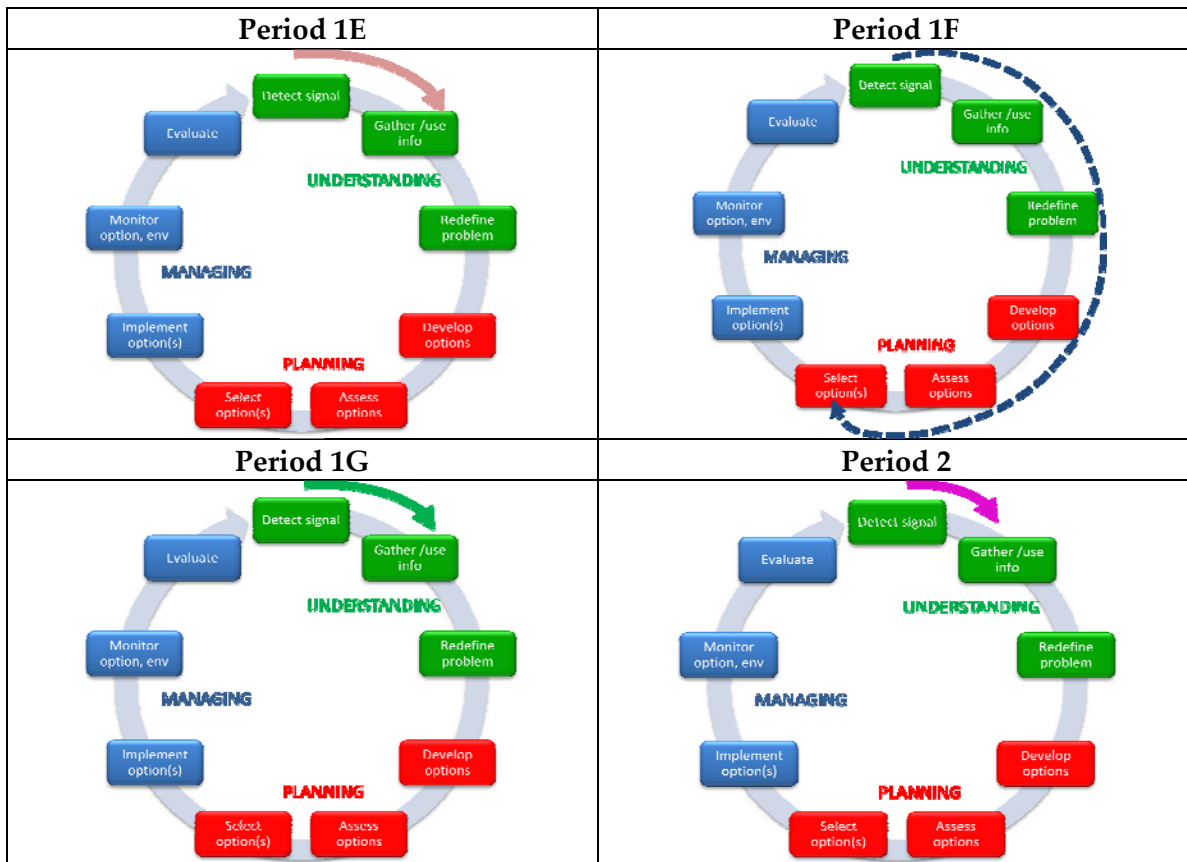 Period 1E
Detect signal
Gather /use
info
UNDERSTANDING
Redefine
problem
Develop
options
PLANNING
Assess
options
Select
option(s)
Implement
option(s)
MANAGING
Monitor
option, env
Evaluate
Period 1F
Detect signal
Gather /use
info
UNDERSTANDING
Redefine
problem
Develop
options
PLANNING
Assess
options
Select
option(s)
Implement
option(s)
MANAGING
Monitor
option, env
Evaluate
Period 1G
Detect signal
Gather /use
info
UNDERSTANDING
Redefine
problem
Develop
options
PLANNING
Assess
options
Select
option(s)
Implement
option(s)
MANAGING
Monitor
option, env
Evaluate
Period 2
Detect signal
Gather /use
info
UNDERSTANDING
Redefine
problem
Develop
options
PLANNING
Assess
options
Select
option(s)
Implement
option(s)
MANAGING
Monitor
option, env
Evaluate